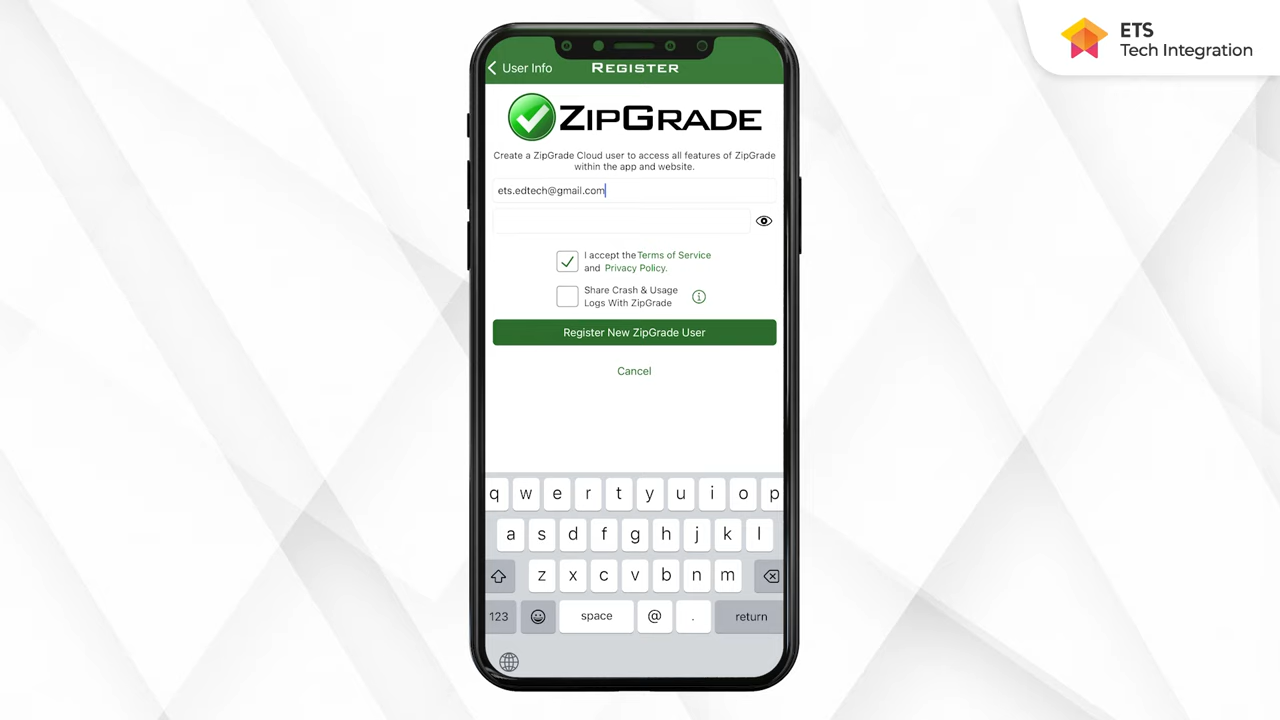 ETS
Tech Integration
User Info
REGISTER
ZIPGRADE
Create a ZipGrade Cloud user to access all features of ZipGrade
within the app and website.
ets.edtech@gmail.com
I accept the Terms of Service
and Privacy Policy.
Share Crash & Usage
Logs With ZipGrade
Register New ZipGrade User
Cancel
q w e r t y u i o p
a s d f g h j k l
z x c v b n m
123 space @ . return